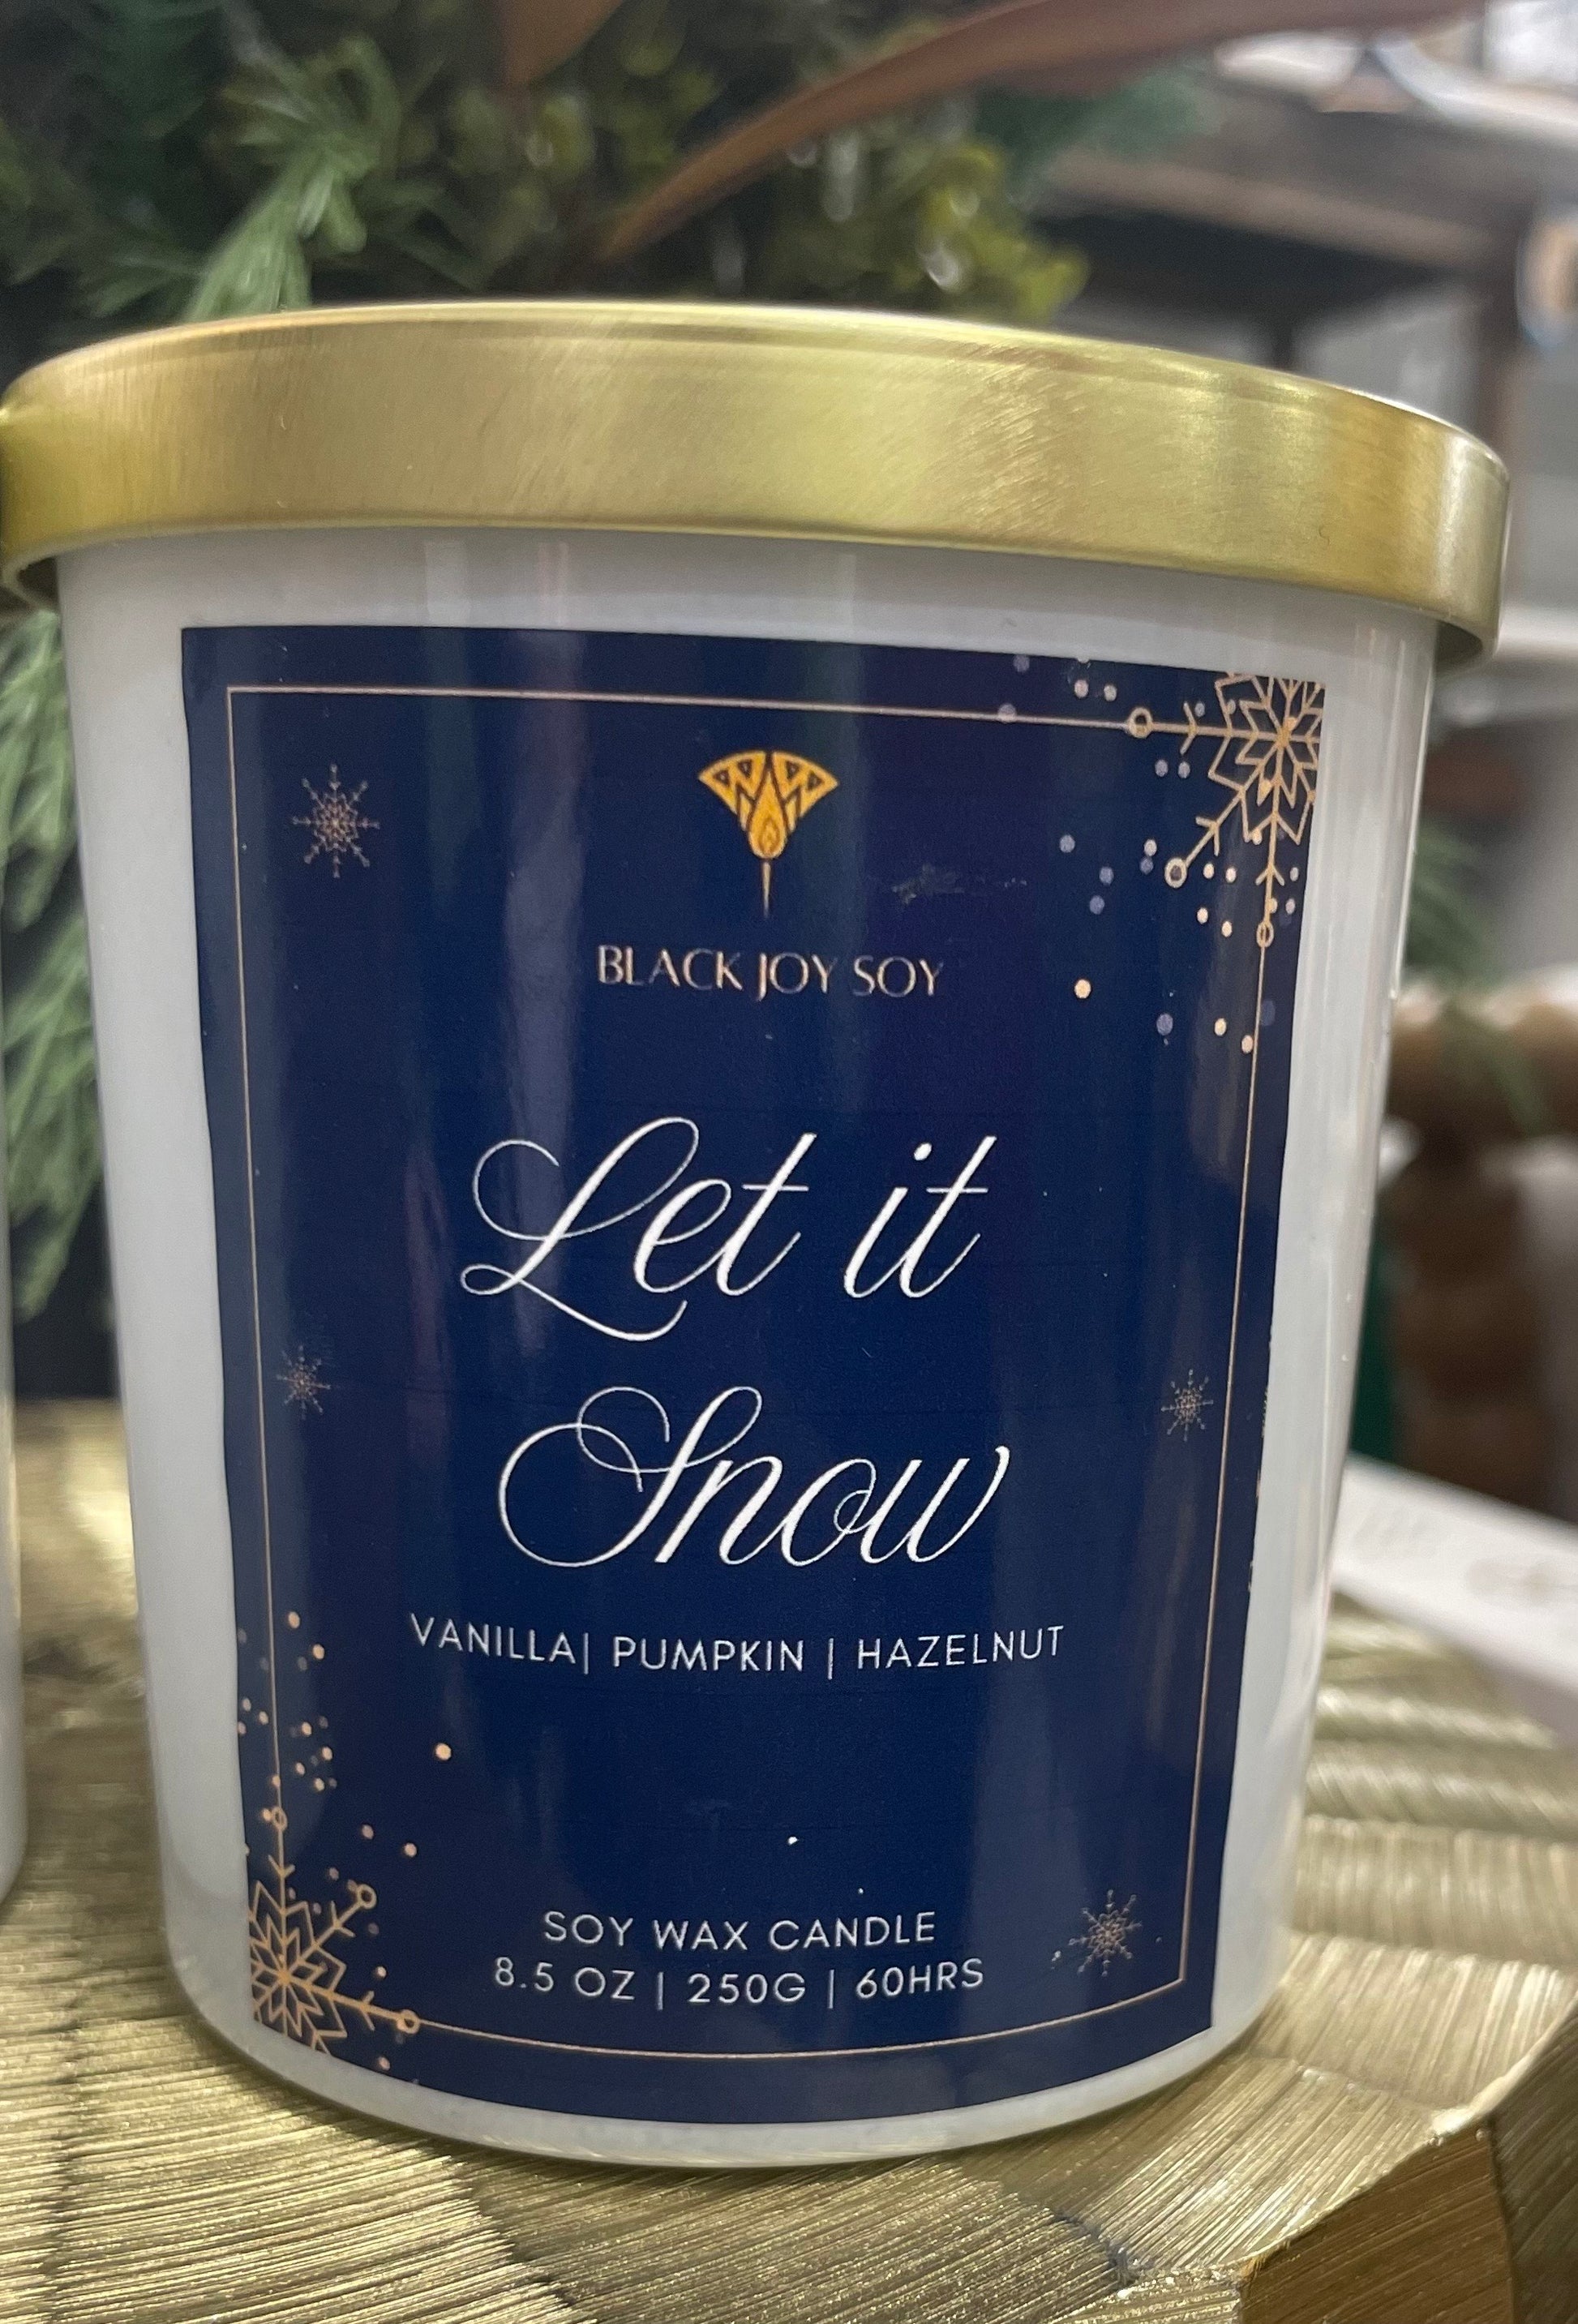 BLACK JOY SOY
Let it
Snow
VANILLA| PUMPKIN | HAZELNUT
SOY WAX CANDLE
8.5 OZ | 250G | 60HRS